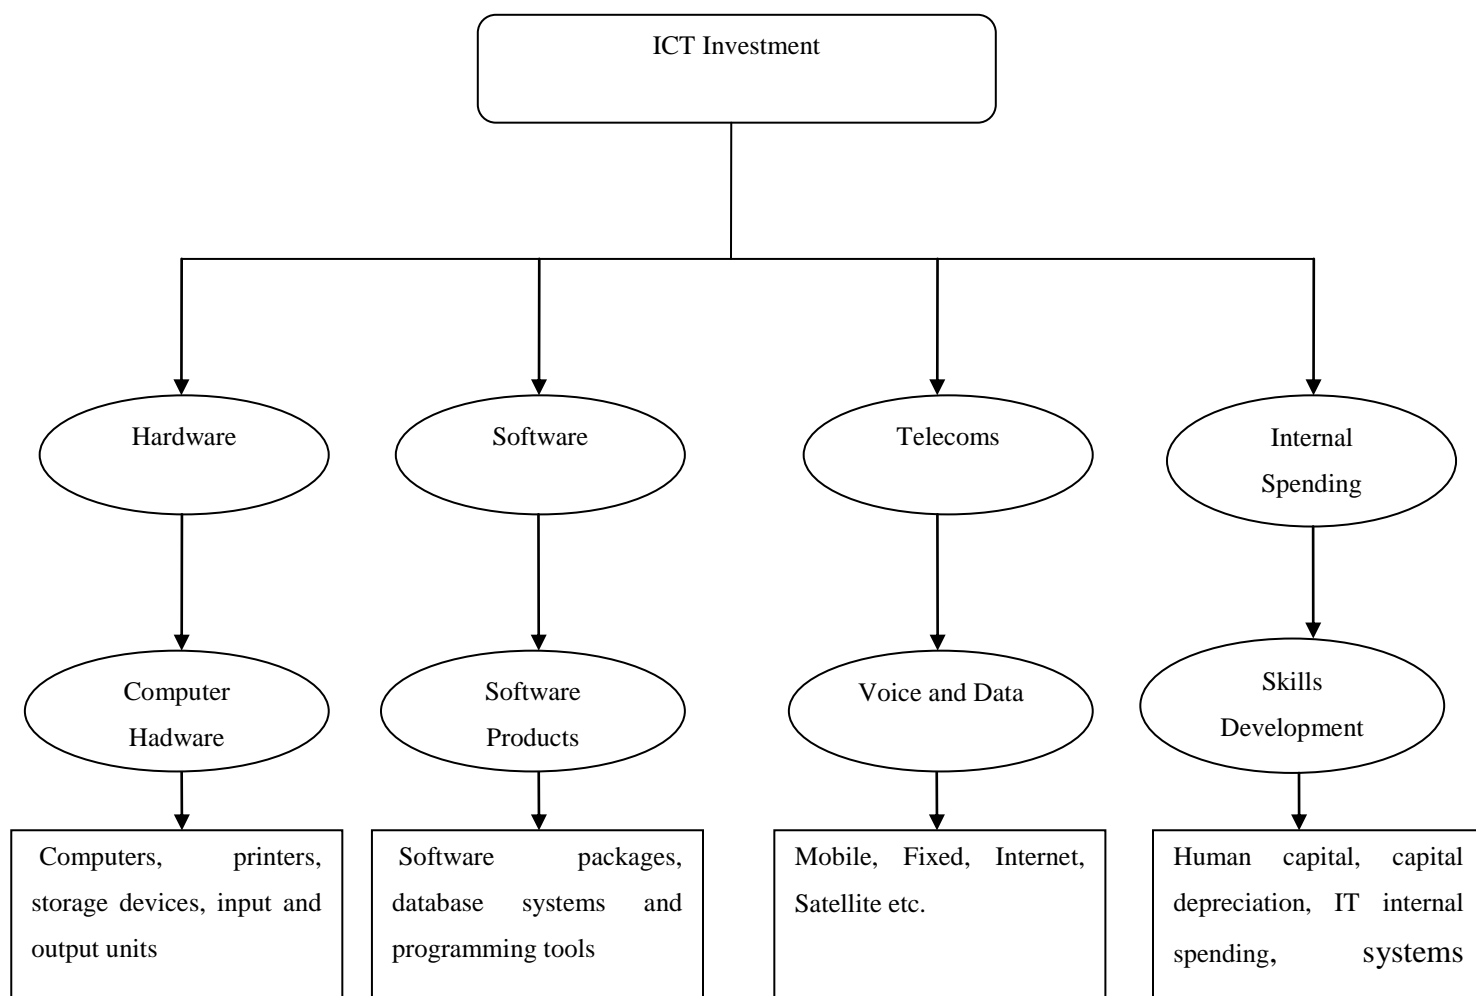 ICT Investment
Hardware
Software
Telecoms
Internal
Spending
Computer
Hadware
Software
Products
Voice and Data
Skills
Development
Computers, printers,
storage devices, input and
output units
Software packages,
database systems and
programming tools
Mobile, Fixed, Internet,
Satellite etc.
Human capital, capital
depreciation, IT internal
spending, systems